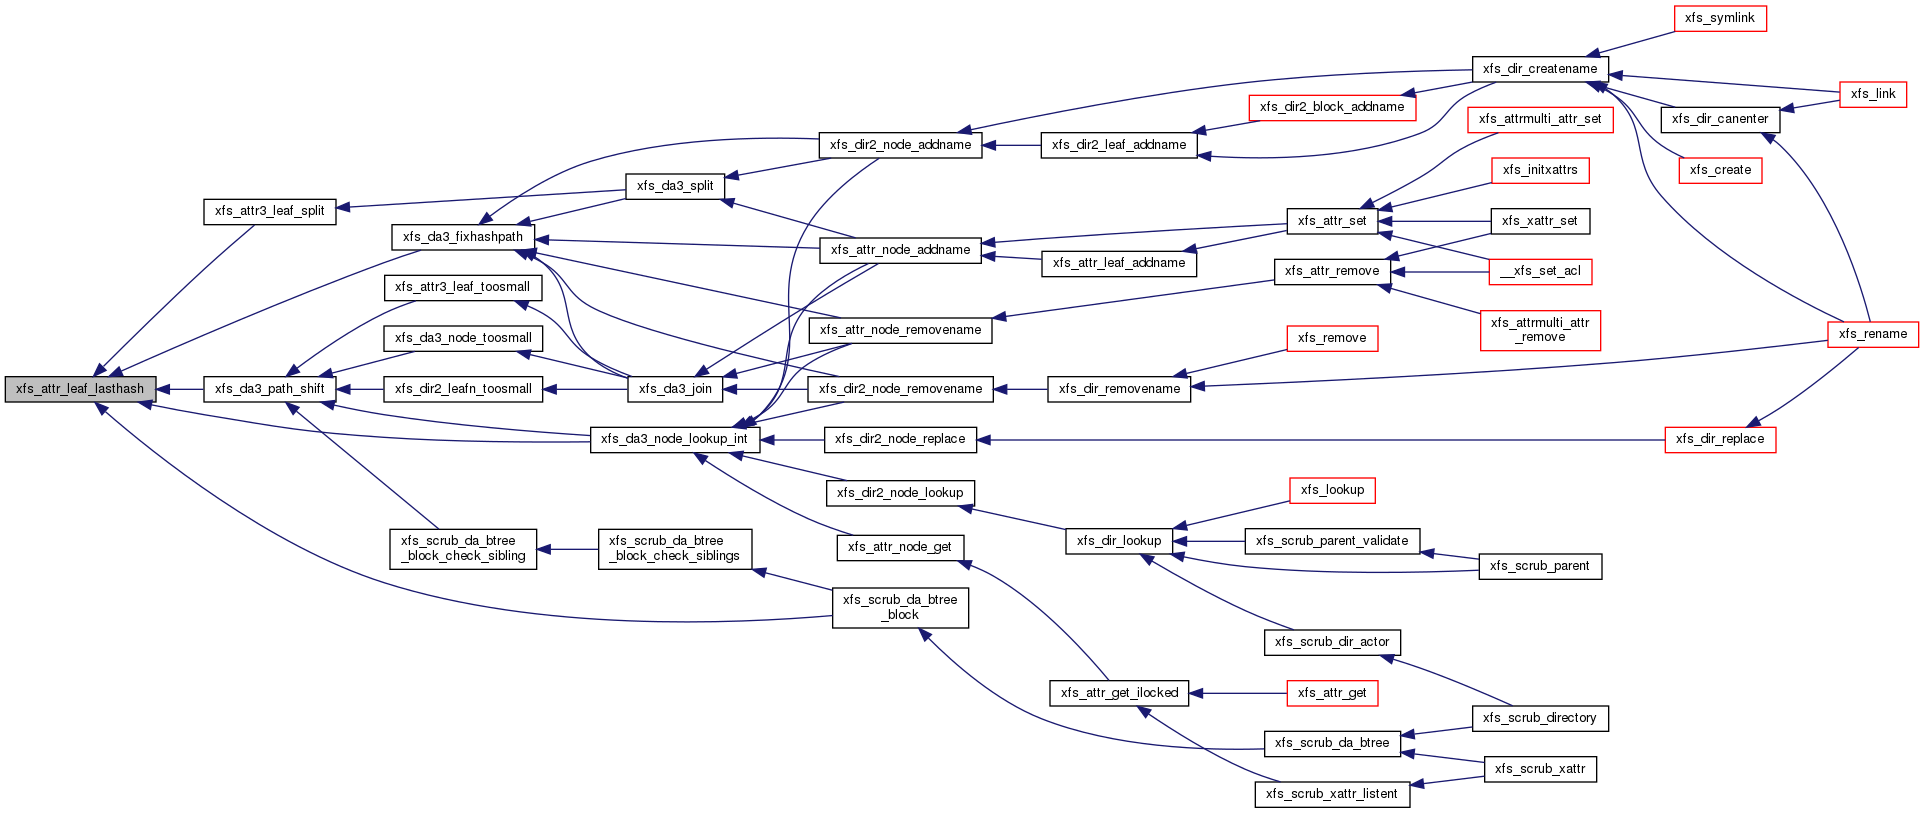 xfs_symlink
xfs_dir_createname
xfs_link
xfs_dir2_block_addname
xfs_attrmulti_attr_set
xfs_dir_canenter
xfs_dir2_node_addname
xfs_dir2_leaf_addname
xfs_initxattrs
xfs_create
xfs_da3_split
xfs_attr3_leaf_split
xfs_attr_set
xfs_xattr_set
xfs_da3_fixhashpath
xfs_attr_node_addname
xfs_attr_leaf_addname
xfs_attr_remove
__xfs_set_acl
xfs_attr3_leaf_toosmall
xfs_attr_node_removename
xfs_attrmulti_attr
_remove
xfs_rename
xfs_da3_node_toosmall
xfs_remove
xfs_attr_leaf_lasthash
xfs_da3_path_shift
xfs_dir2_leafn_toosmall
xfs_da3_join
xfs_dir2_node_removename
xfs_dir_removename
xfs_da3_node_lookup_int
xfs_dir2_node_replace
xfs_dir_replace
xfs_dir2_node_lookup
xfs_lookup
xfs_scrub_da_btree
_block_check_sibling
xfs_scrub_da_btree
_block_check_siblings
xfs_attr_node_get
xfs_dir_lookup
xfs_scrub_parent_validate
xfs_scrub_parent
xfs_scrub_da_btree
_block
xfs_scrub_dir_actor
xfs_attr_get_ilocked
xfs_attr_get
xfs_scrub_directory
xfs_scrub_da_btree
xfs_scrub_xattr
xfs_scrub_xattr_listent